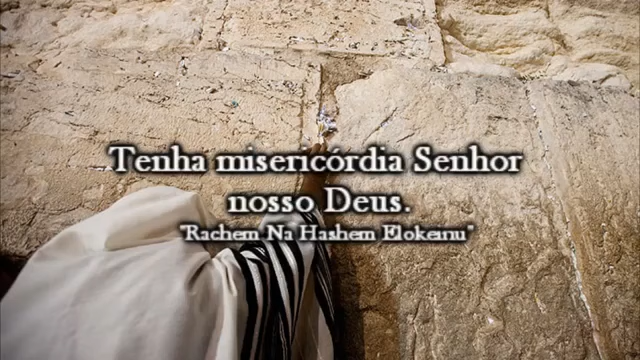 Tenha misericórdia Senhor
nosso Deus.
"Rachem Na Hashem Elokeinu"